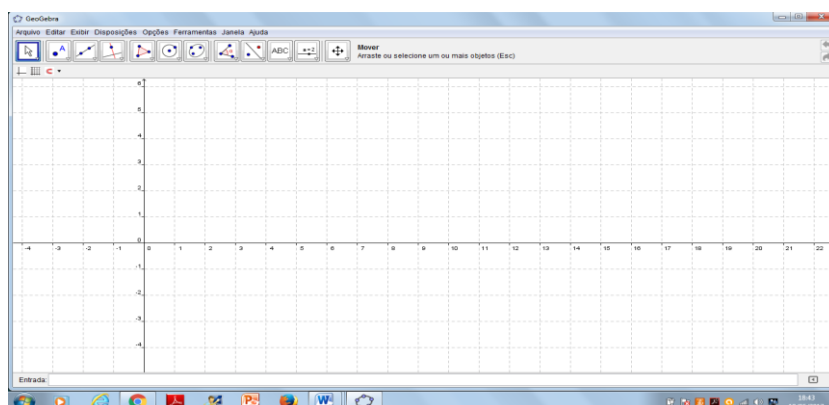 GeoGebra
Arquivo Editar Exibir Disposições Opções Ferramentas Janela Ajuda
A
ABC
a=2
Mover
Arraste ou selecione um ou mais objetos (Esc)
6
5
4
3
2
1
0
-4 -3 -2 -1 0 1 2 3 4 5 6 7 8 9 10 11 12 13 14 15 16 17 18 19 20 21 22
-1
-2
-3
-4
Entrada:
18:43